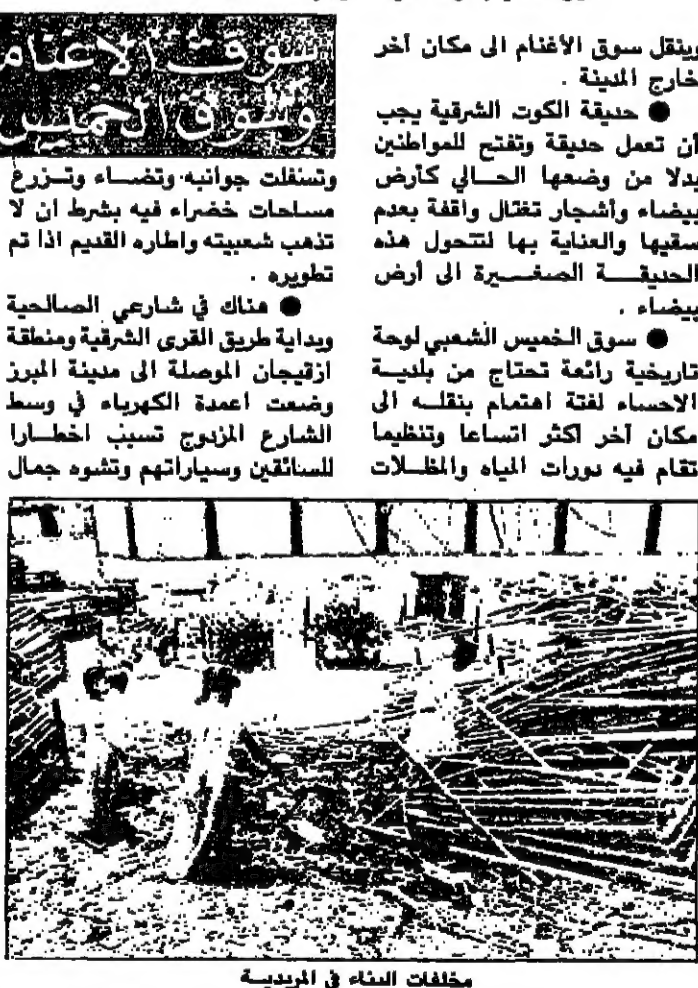 وينقل سوق الأغنام الى مكان آخر
خارج المدينة .
● حديقة الكوت الشرقية يجب
ان تعمل حديقة وتفتح للمواطنين
بدلا من وضعها الحالي كأرض
بيضاء وأشجار تغتال واقفة بعدم
سقيها والعناية بها لتتحول هذه
الحديقة الصغيرة الى أرض
بيضاء .
● سوق الخميس الشعبي لوحة
تاريخية رائعة تحتاج من بلدية
الاحساء لفتة اهتمام بنقله الى
مكان آخر اكثر اتساعا وتنظيما
تقام فيه دورات المياه والمظلات
سوق الاغنام
وسوق الخميس
وتسفلت جوانبه وتضاء وتزرع
مساحات خضراء فيه بشرط ان لا
تذهب شعبيته واطاره القديم اذا تم
تطويره .
● هناك في شارعي الصالحية
وبداية طريق القرى الشرقية ومنطقة
ازقيجان الموصلة الى مدينة المبرز
وضعت اعمدة الكهرباء في وسط
الشارع المزدوج تسبب اخطارا
للسائقين وسياراتهم وتشوه جمال
مخلفات البناء في المريدية